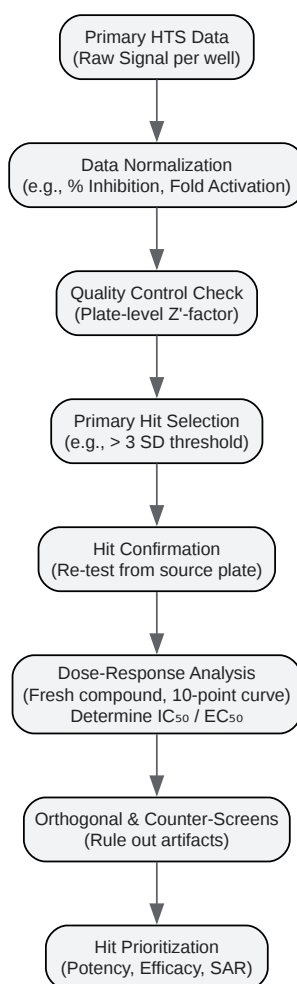 Primary HTS Data
(Raw Signal per well)
Data Normalization
(e.g., % Inhibition, Fold Activation)
Quality Control Check
(Plate-level Z'-factor)
Primary Hit Selection
(e.g., > 3 SD threshold)
Hit Confirmation
(Re-test from source plate)
Dose-Response Analysis
(Fresh compound, 10-point curve)
Determine IC₅₀ / EC₅₀
Orthogonal & Counter-Screens
(Rule out artifacts)
Hit Prioritization
(Potency, Efficacy, SAR)